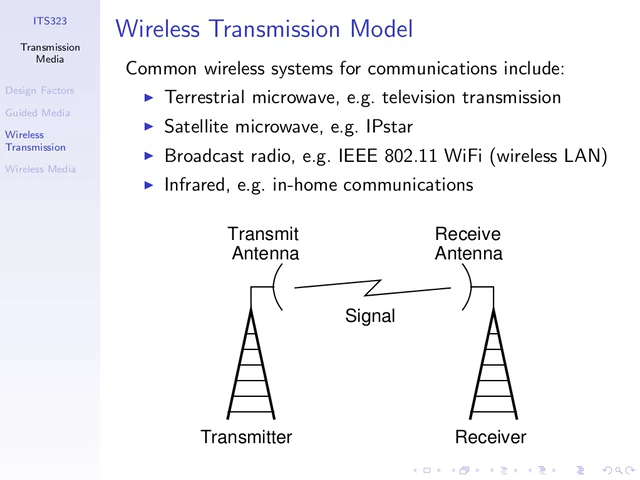 ITS323
Transmission
Media
Design Factors
Guided Media
Wireless
Transmission
Wireless Media
Wireless Transmission Model
Common wireless systems for communications include:
Terrestrial microwave, e.g. television transmission
Satellite microwave, e.g. IPstar
Broadcast radio, e.g. IEEE 802.11 WiFi (wireless LAN)
Infrared, e.g. in-home communications
Transmit
Antenna
Receive
Antenna
Signal
Transmitter
Receiver